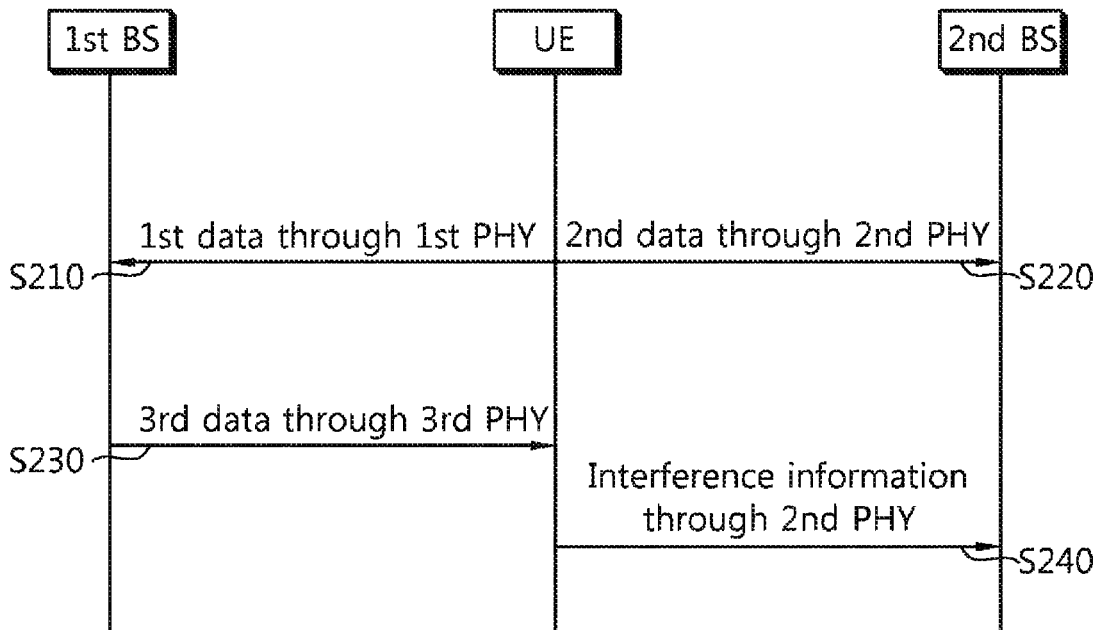 1st BS
UE
2nd BS
1st data through 1st PHY
2nd data through 2nd PHY
S210
S220
3rd data through 3rd PHY
S230
Interference information
through 2nd PHY
S240